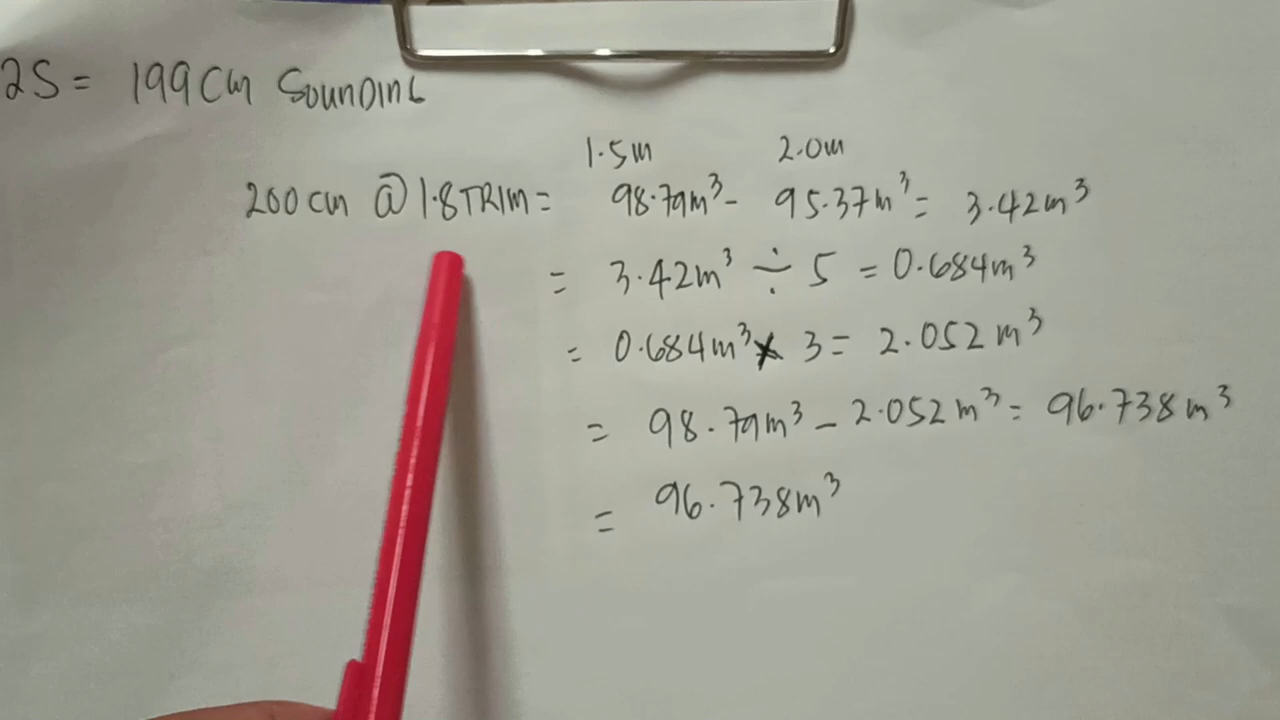 2S = 199 cm SOUNDING
1.5m 2.0m
200 cm @ 1.8 TRIM = 98.79m³ - 95.37m³ = 3.42m³
= 3.42m³ ÷ 5 = 0.684m³
= 0.684m³ x 3 = 2.052 m³
= 98.79m³ - 2.052 m³ = 96.738 m³
= 96.738m³